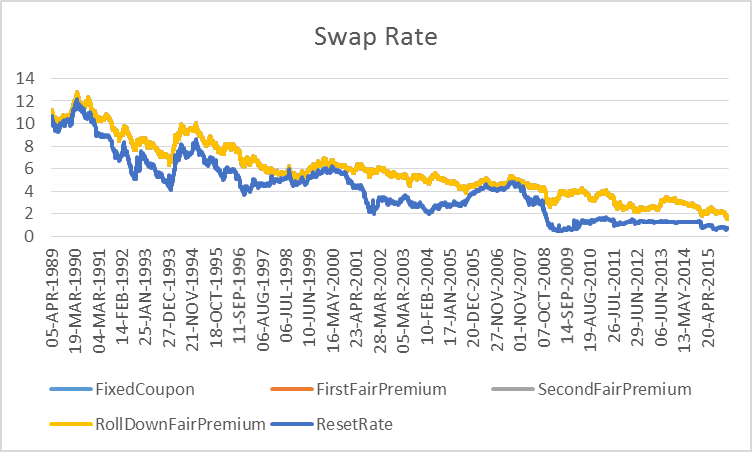 Swap Rate
14
12
10
8
6
4
2
0
05-APR-1989
19-MAR-1990
04-MAR-1991
14-FEB-1992
25-JAN-1993
27-DEC-1993
21-NOV-1994
18-OCT-1995
11-SEP-1996
06-AUG-1997
06-JUL-1998
10-JUN-1999
16-MAY-2000
24-APR-2001
28-MAR-2002
05-MAR-2003
10-FEB-2004
17-JAN-2005
20-DEC-2005
27-NOV-2006
01-NOV-2007
07-OCT-2008
14-SEP-2009
19-AUG-2010
26-JUL-2011
28-JUN-2012
06-JUN-2013
13-MAY-2014
20-APR-2015
FixedCoupon FirstFairPremium SecondFairPremium
RollDownFairPremium ResetRate